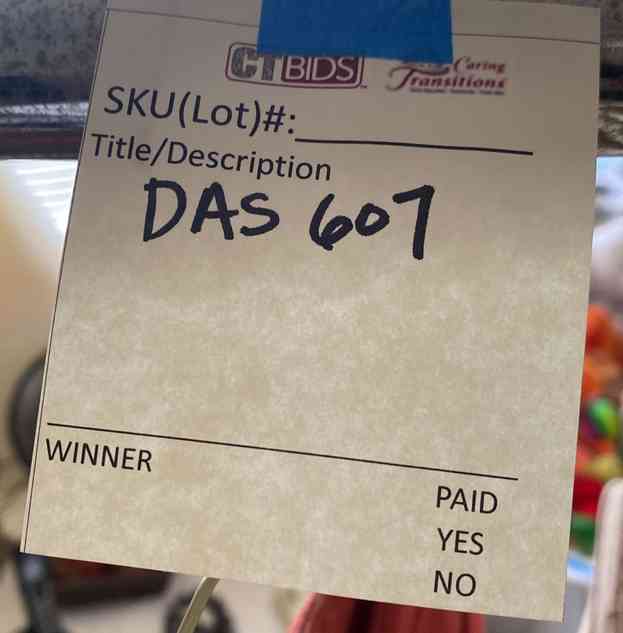 CTBIDS
Caring
Transitions
SKU(Lot)#:
Title/Description
DAS 607
WINNER
PAID
YES
NO